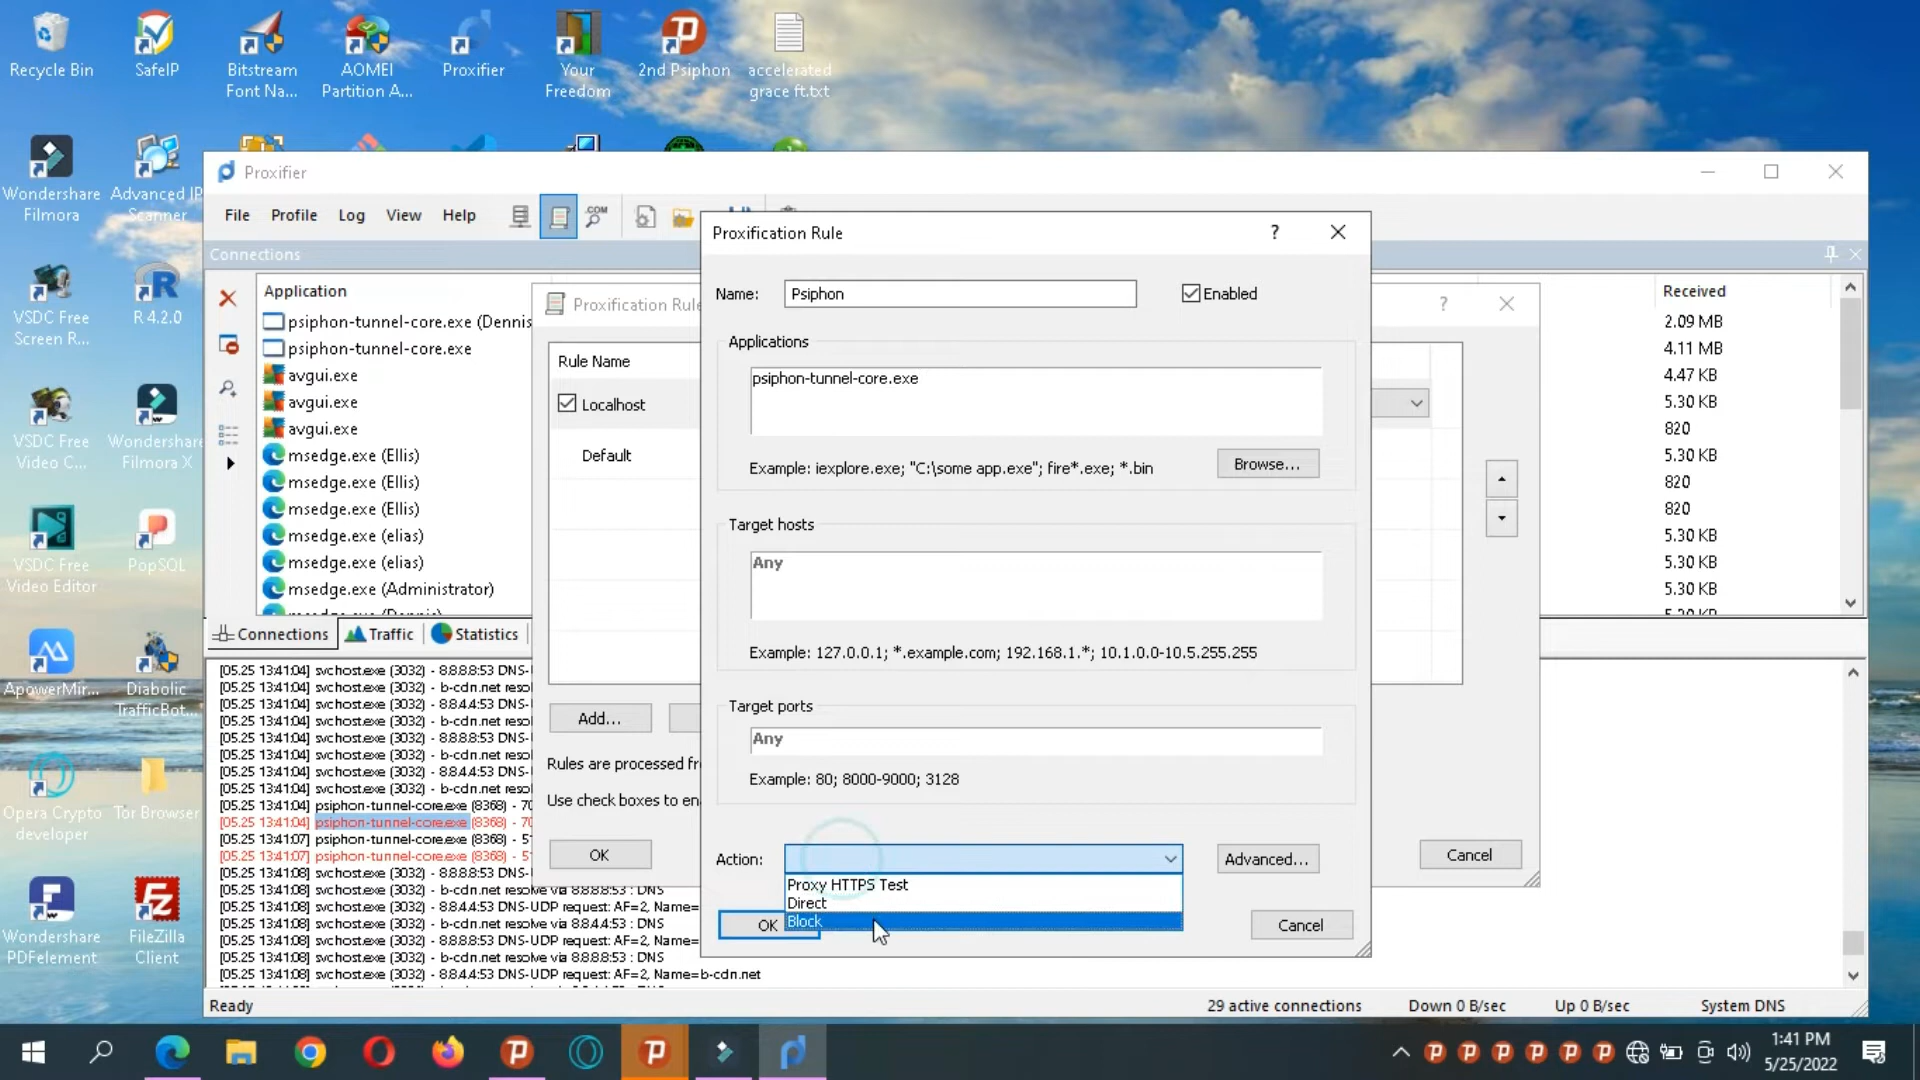 Recycle Bin
SafeIP
Bitstream
Font Na...
AOMEI
Partition A...
Proxifier
Your
Freedom
2nd Psiphon
accelerated
grace ft.txt
Wondershare
Filmora
Advanced IP
Scanner
VSDC Free
Screen R...
R 4.2.0
VSDC Free
Video C...
Wondershare
Filmora X
VSDC Free
Video Editor
PopSQL
ApowerMir...
Diabolic
TrafficBot...
Opera Crypto
developer
Tor Browser
Wondershare
PDFelement
FileZilla
Client
Proxifier
File Profile Log View Help
Connections
Application
psiphon-tunnel-core.exe (Dennis
psiphon-tunnel-core.exe
avgui.exe
avgui.exe
avgui.exe
msedge.exe (Ellis)
msedge.exe (Ellis)
msedge.exe (Ellis)
msedge.exe (elias)
msedge.exe (elias)
msedge.exe (Administrator)
Received
2.09 MB
4.11 MB
4.47 KB
5.30 KB
820
5.30 KB
820
820
5.30 KB
5.30 KB
5.30 KB
Connections Traffic Statistics
[05.25 13:41:04] svchost.exe (3032) - 8.8.8.8:53 DNS-U
[05.25 13:41:04] svchost.exe (3032) - b-cdn.net resol
[05.25 13:41:04] svchost.exe (3032) - 8.8.4.4:53 DNS-
[05.25 13:41:04] svchost.exe (3032) - b-cdn.net resol
[05.25 13:41:04] svchost.exe (3032) - 8.8.8.8:53 DNS-U
[05.25 13:41:04] svchost.exe (3032) - b-cdn.net resol
[05.25 13:41:04] svchost.exe (3032) - 8.8.4.4:53 DNS-
[05.25 13:41:04] svchost.exe (3032) - b-cdn.net resol
[05.25 13:41:04] psiphon-tunnel-core.exe (8368) - 70
[05.25 13:41:04] psiphon-tunnel-core.exe (8368) - 70
[05.25 13:41:07] psiphon-tunnel-core.exe (8368) - 5
[05.25 13:41:07] psiphon-tunnel-core.exe (8368) - 5
[05.25 13:41:08] svchost.exe (3032) - 8.8.8.8:53 DNS-U
[05.25 13:41:08] svchost.exe (3032) - b-cdn.net resolve via 8.8.8.8:53 : DNS
[05.25 13:41:08] svchost.exe (3032) - 8.8.4.4:53 DNS-UDP request: AF=2, Name=
[05.25 13:41:08] svchost.exe (3032) - b-cdn.net resolve via 8.8.4.4:53 : DNS
[05.25 13:41:08] svchost.exe (3032) - 8.8.8.8:53 DNS-UDP request: AF=2, Name=
[05.25 13:41:08] svchost.exe (3032) - b-cdn.net resolve via 8.8.8.8:53 : DNS
[05.25 13:41:08] svchost.exe (3032) - 8.8.4.4:53 DNS-UDP request: AF=2, Name=b-cdn.net
Ready
29 active connections
Down 0 B/sec
Up 0 B/sec
System DNS
Proxification Rule
Rule Name
Localhost
Default
Add...
Rules are processed fr
Use check boxes to en
OK
Cancel
Proxification Rule
?
Name:
Psiphon
Enabled
Applications
psiphon-tunnel-core.exe
Example: iexplore.exe; "C:\some app.exe"; fire*.exe; *.bin
Browse...
Target hosts
Any
Example: 127.0.0.1; *.example.com; 192.168.1.*; 10.1.0.0-10.5.255.255
Target ports
Any
Example: 80; 8000-9000; 3128
Action:
Advanced...
Proxy HTTPS Test
Direct
Block
OK
Cancel
1:41 PM
5/25/2022